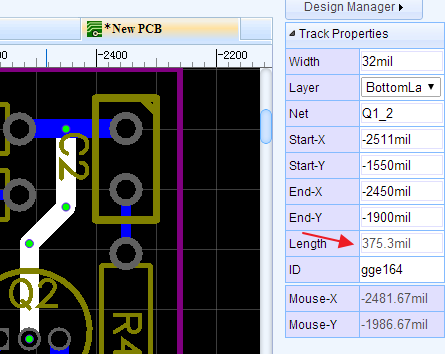 Design Manager
*New PCB
-2400
-2200
Track Properties
Width 32mil
Layer BottomLa
Net Q1_2
Start-X -2511mil
Start-Y -1550mil
End-X -2450mil
End-Y -1900mil
Length 375.3mil
ID gge164
Mouse-X -2481.67mil
Mouse-Y -1986.67mil
C2
Q2
R4